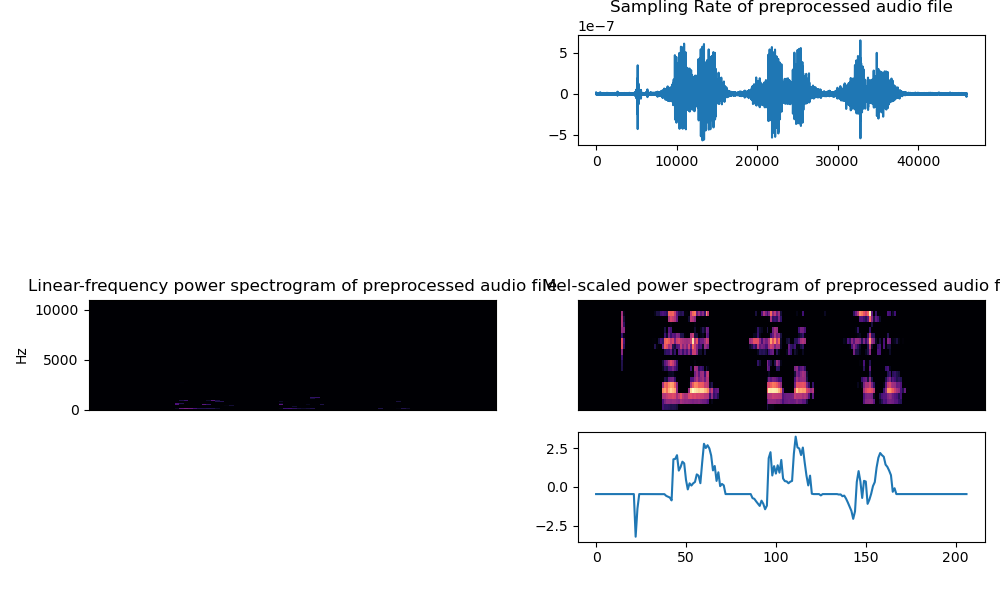 Sampling Rate of preprocessed audio file
1e−7
5
0
−5
0 10000 20000 30000 40000
Linear-frequency power spectrogram of preprocessed audio file
Mel-scaled power spectrogram of preprocessed audio f
10000
5000
0
Hz
2.5
0.0
−2.5
0 50 100 150 200